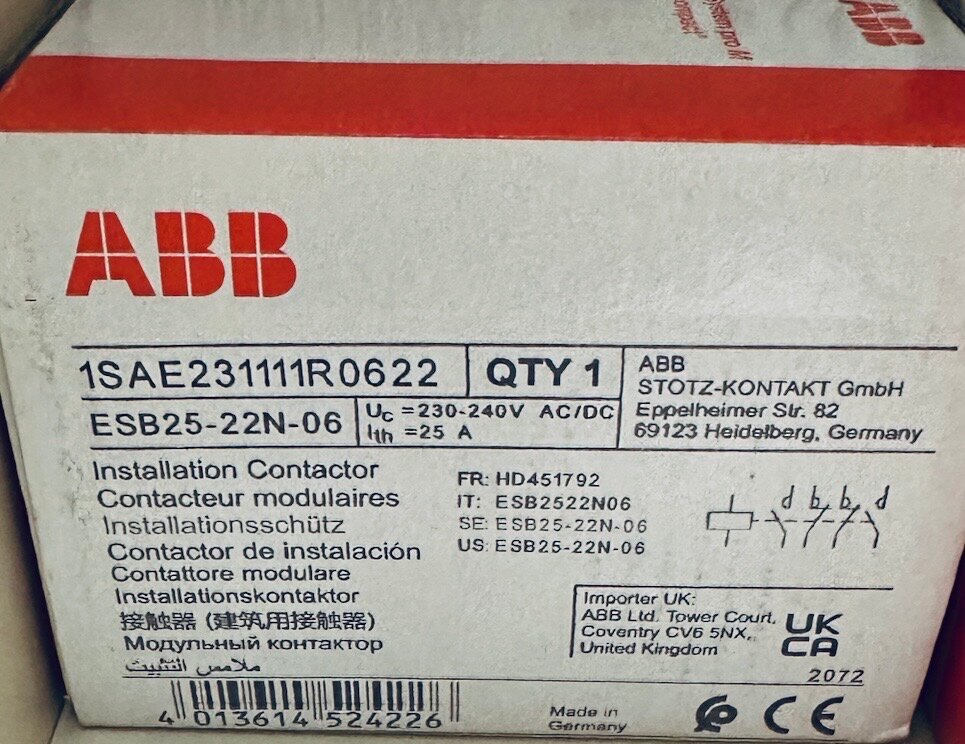 ABB
ABB
1SAE231111R0622
QTY 1
ESB25-22N-06
Uc =230-240V AC/DC
Ith =25 A
ABB
STOTZ-KONTAKT GmbH
Eppelheimer Str. 82
69123 Heidelberg, Germany
Installation Contactor
Contacteur modulaires
Installationsschütz
Contactor de instalación
Contattore modulare
Installationskontaktor
接触器 (建筑用接触器)
Модульный контактор
ملامس التثبيت
FR: HD451792
IT: ESB2522N06
SE: ESB25-22N-06
US: ESB25-22N-06
d b b d
Importer UK:
ABB Ltd. Tower Court,
Coventry CV6 5NX,
United Kingdom
UK
CA
2072
4 013614 524226
Made in
Germany
CE